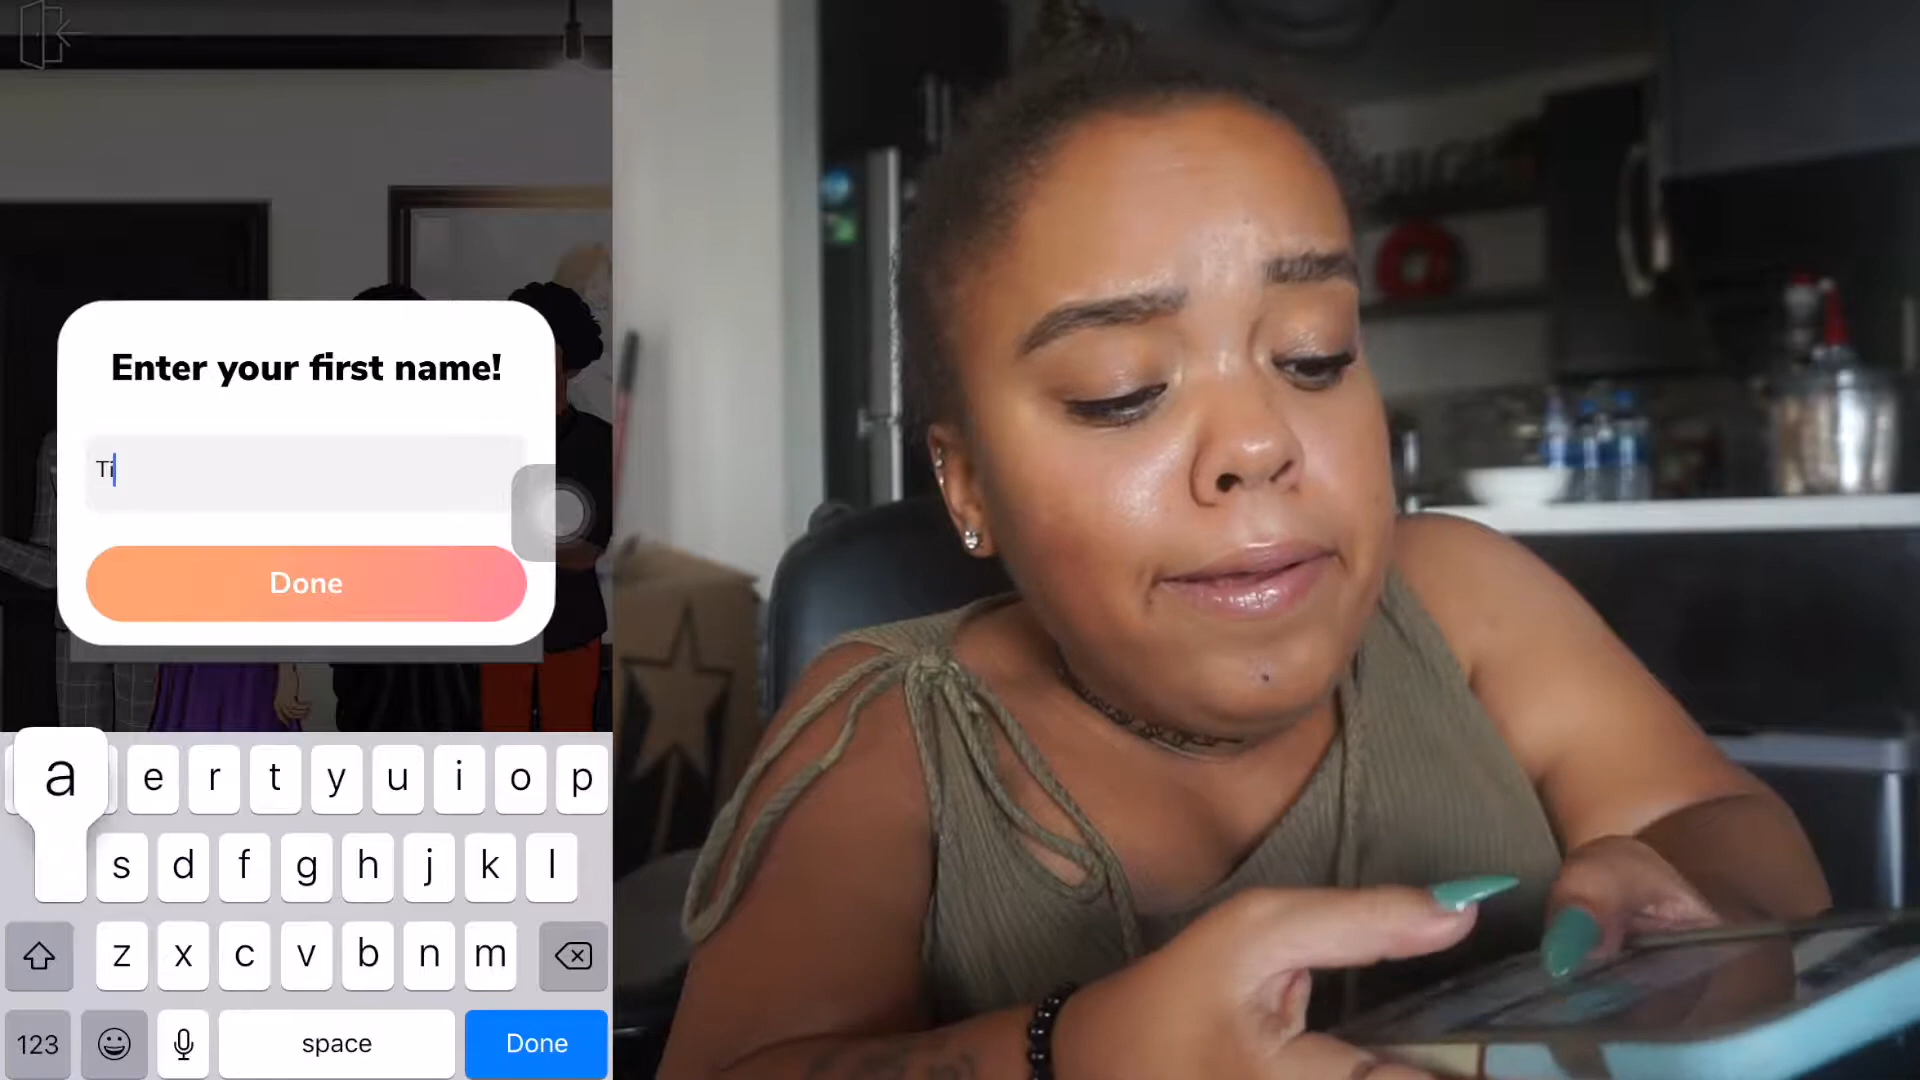 Enter your first name!
Ti
Done
a e r t y u i o p
s d f g h j k l
z x c v b n m
123 space Done